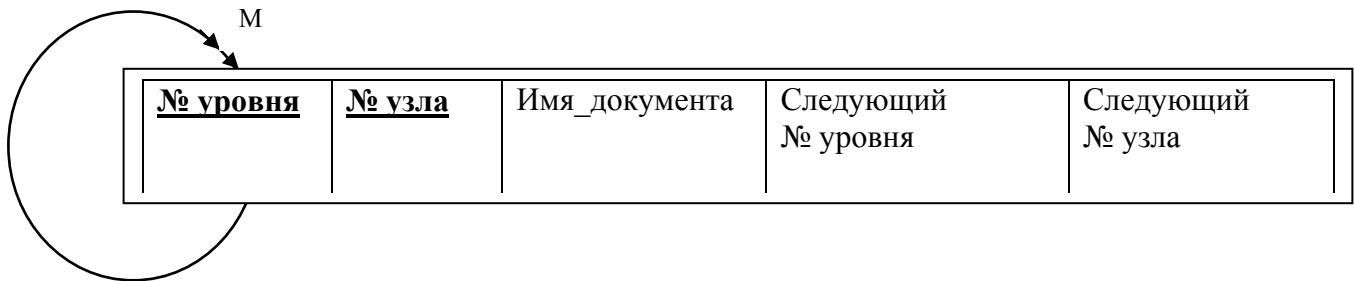 М
№ уровня № узла Имя_документа Следующий Следующий
№ уровня № узла